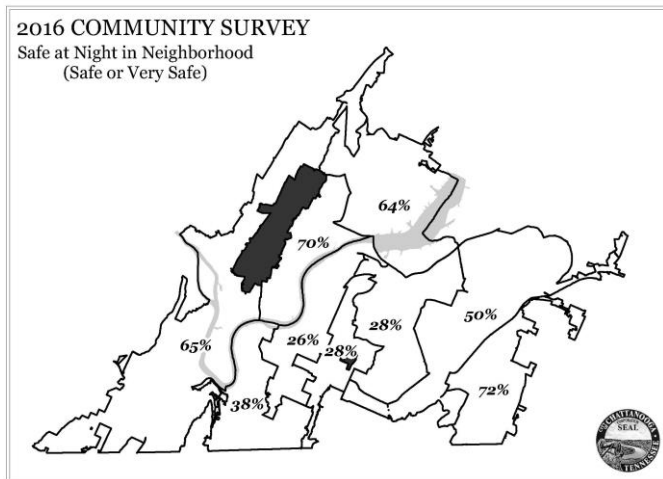 2016 COMMUNITY SURVEY
Safe at Night in Neighborhood
(Safe or Very Safe)
64%
70%
50%
28%
26%
28%
65%
72%
38%
CHATTANOOGA
SEAL
TENNESSEE